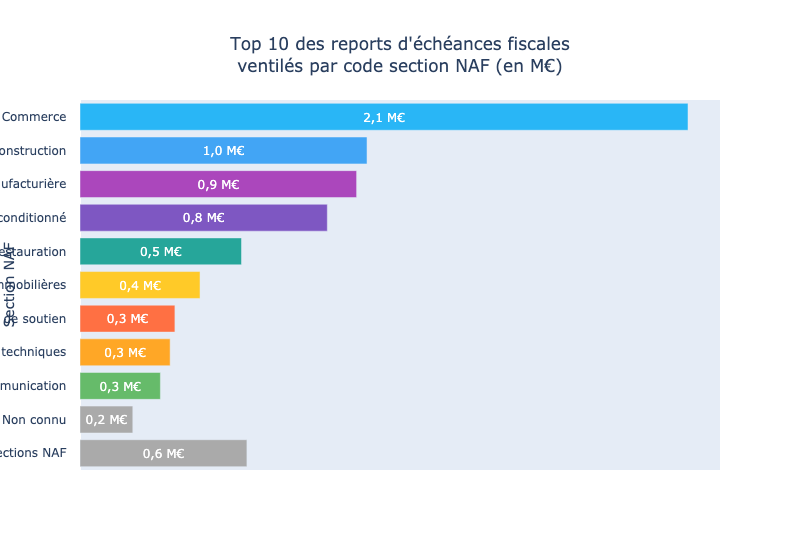 Top 10 des reports d'échéances fiscales
ventilés par code section NAF (en M€)
Commerce
2,1 M€
onstruction
1,0 M€
ufacturière
0,9 M€
conditionné
0,8 M€
estauration
0,5 M€
mobilières
0,4 M€
de soutien
0,3 M€
techniques
0,3 M€
munication
0,3 M€
Non connu
0,2 M€
ections NAF
0,6 M€
Section NAF